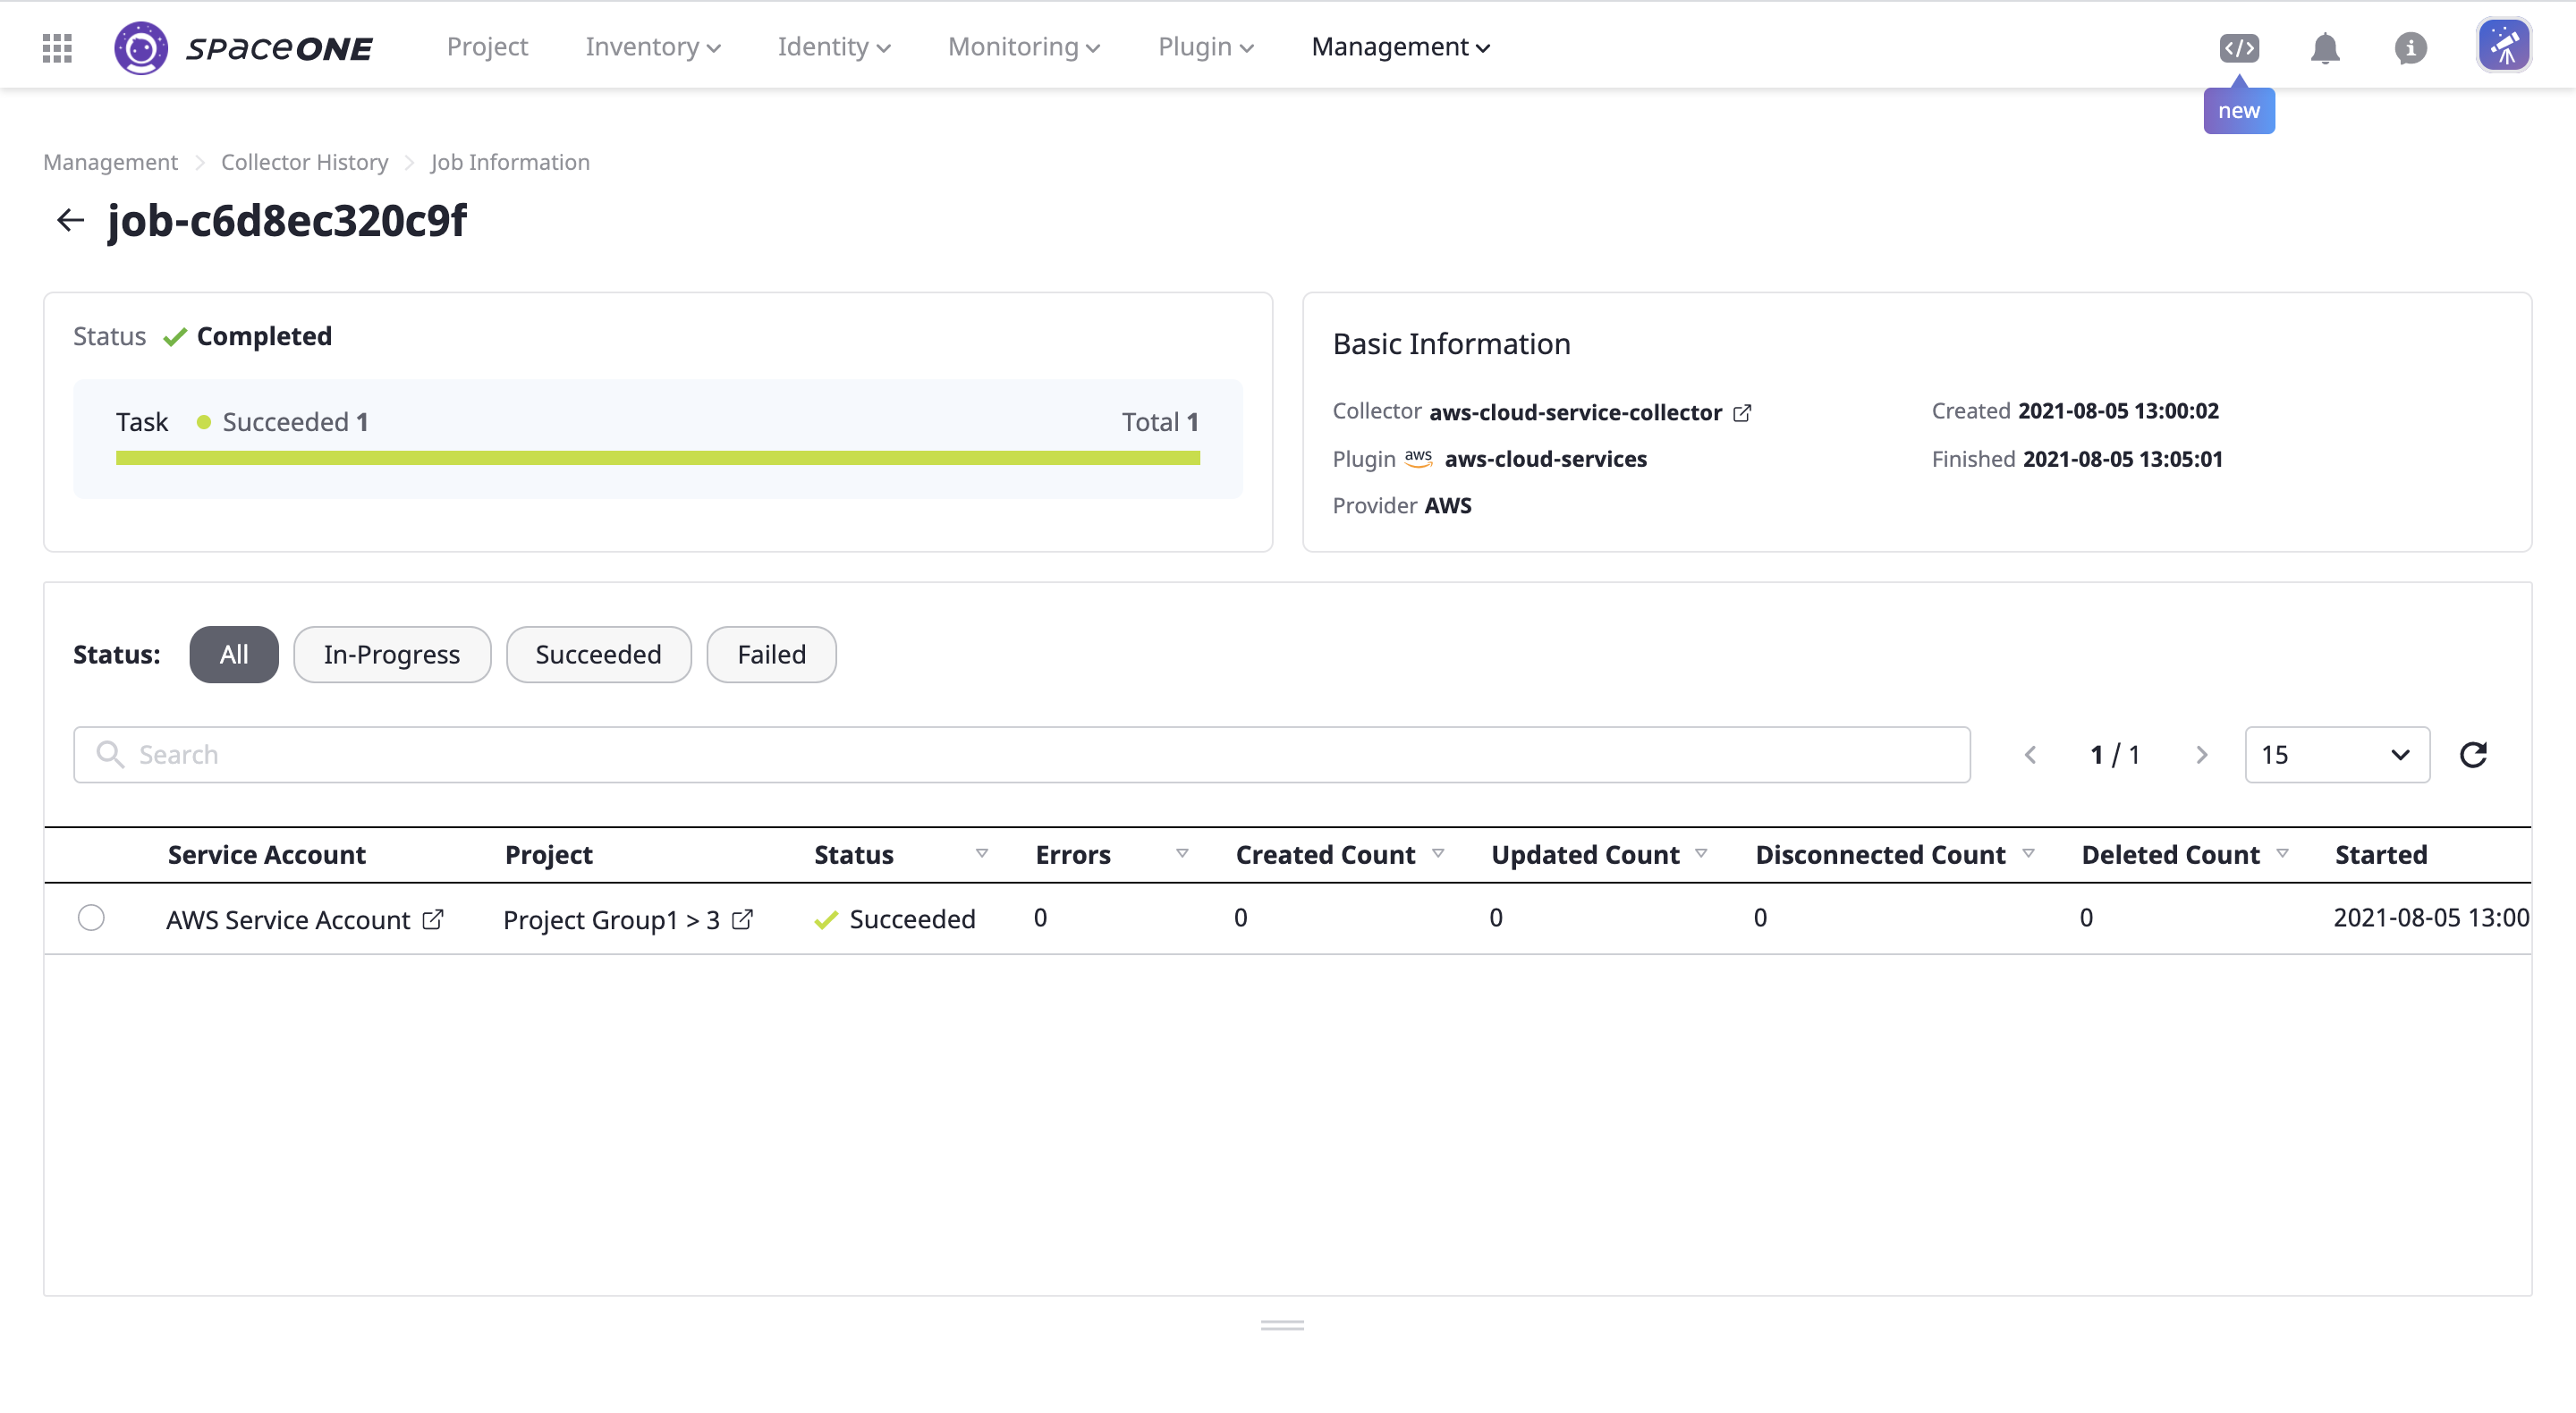 spaceONE Project Inventory Identity Monitoring Plugin Management </> i
new
Management Collector History Job Information
job-c6d8ec320c9f
Status Completed
Task Succeeded 1 Total 1
Basic Information
Collector aws-cloud-service-collector Created 2021-08-05 13:00:02
Plugin aws aws-cloud-services Finished 2021-08-05 13:05:01
Provider AWS
Status: All In-Progress Succeeded Failed
Search 1 / 1 15
Service Account Project Status Errors Created Count Updated Count Disconnected Count Deleted Count Started
AWS Service Account Project Group1 > 3 Succeeded 0 0 0 0 0 2021-08-05 13:00